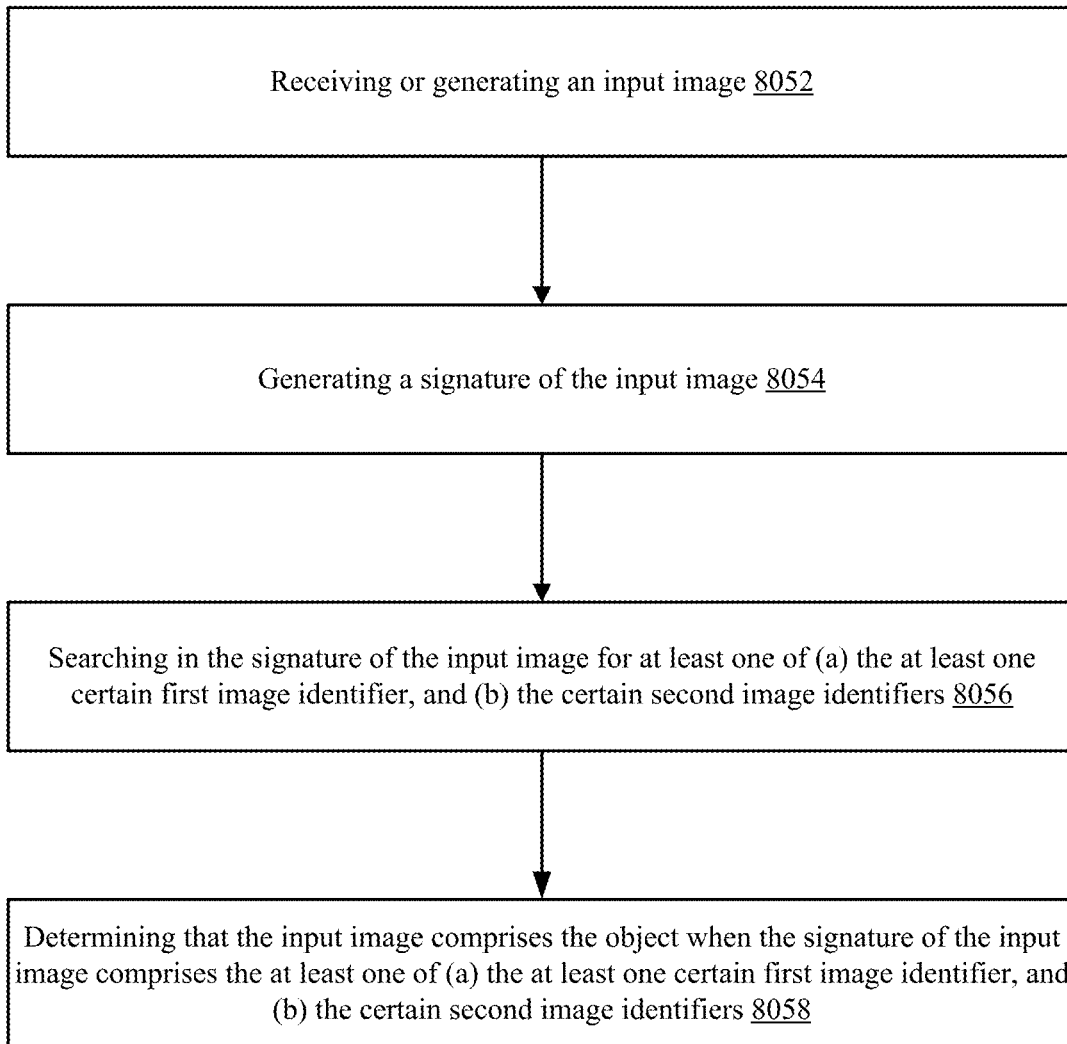 Receiving or generating an input image 8052
Generating a signature of the input image 8054
Searching in the signature of the input image for at least one of (a) the at least one
certain first image identifier, and (b) the certain second image identifiers 8056
Determining that the input image comprises the object when the signature of the input
image comprises the at least one of (a) the at least one certain first image identifier, and
(b) the certain second image identifiers 8058